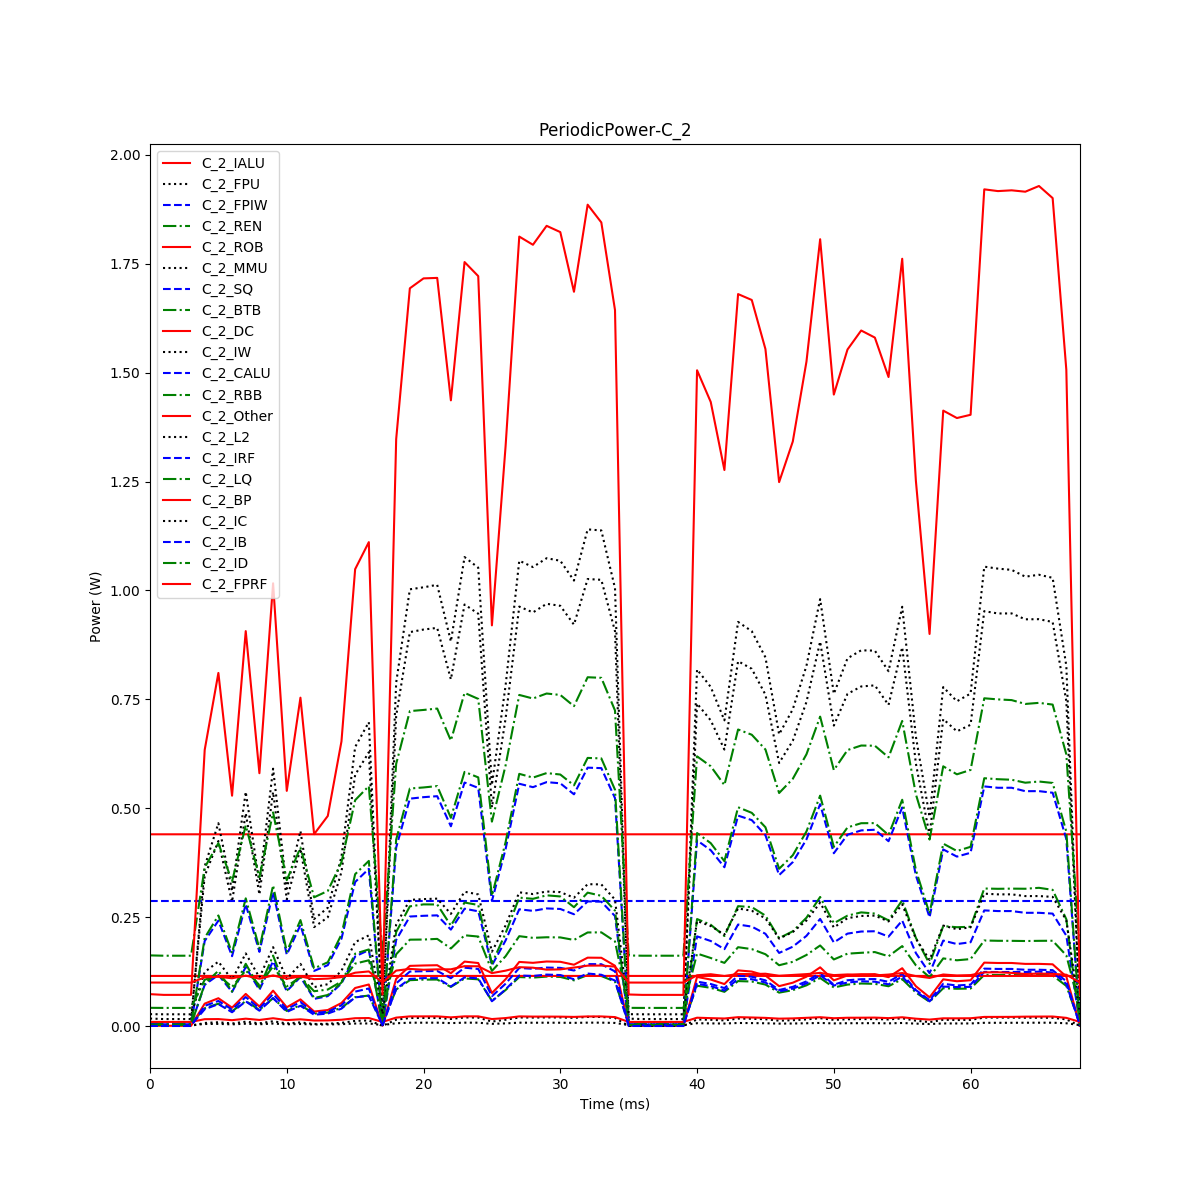 PeriodicPower-C_2
2.00
1.75
1.50
1.25
1.00
0.75
0.50
0.25
0.00
Power (W)
C_2_IALU
C_2_FPU
C_2_FPIW
C_2_REN
C_2_ROB
C_2_MMU
C_2_SQ
C_2_BTB
C_2_DC
C_2_IW
C_2_CALU
C_2_RBB
C_2_Other
C_2_L2
C_2_IRF
C_2_LQ
C_2_BP
C_2_IC
C_2_IB
C_2_ID
C_2_FPRF
0 10 20 30 40 50 60
Time (ms)